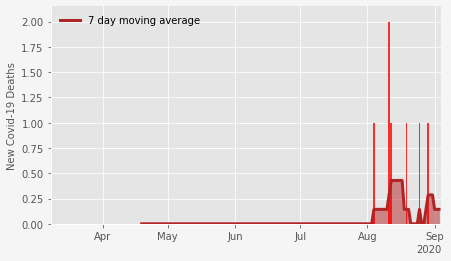 7 day moving average
New Covid-19 Deaths
2.00
1.75
1.50
1.25
1.00
0.75
0.50
0.25
0.00
Apr
May
Jun
Jul
Aug
Sep
2020